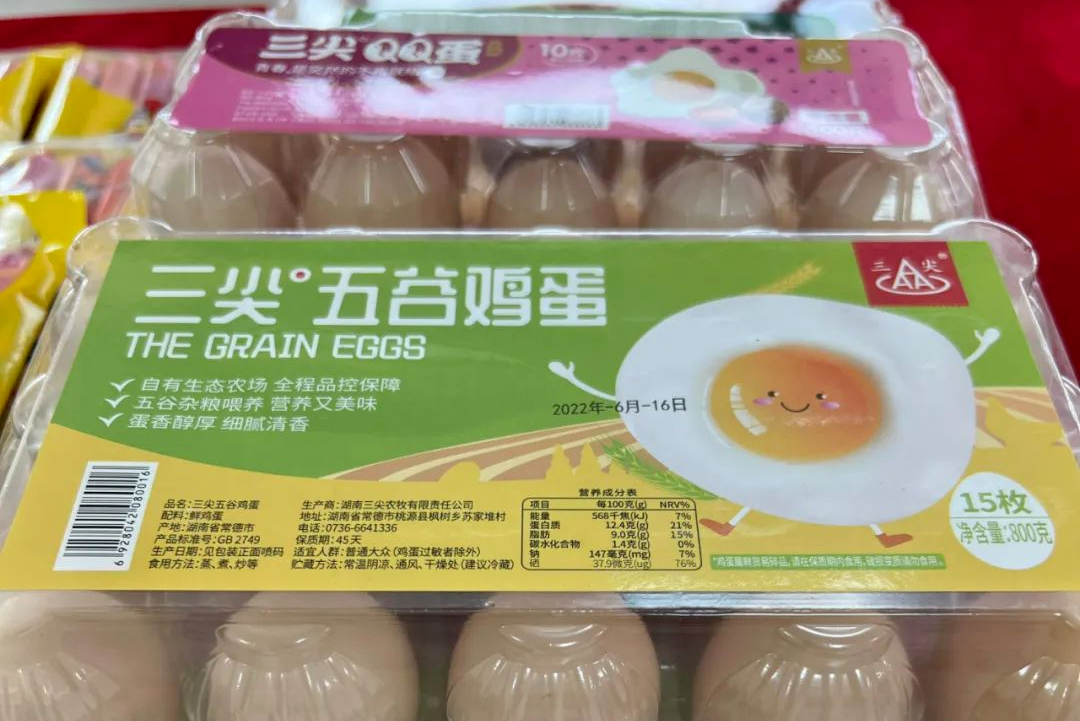 三尖 QQ蛋
10枚
三尖 五谷鸡蛋
三尖®
THE GRAIN EGGS
自有生态农场 全程品控保障
五谷杂粮喂养 营养又美味
蛋香醇厚 细腻清香
2022年-6月-16日
15枚
净含量:800克
6928042080016
品名:三尖五谷鸡蛋
配料:鲜鸡蛋
产地:湖南省常德市
产品标准号:GB 2749
生产日期:见包装正面喷码
食用方法:蒸、煮、炒等
生产商:湖南三尖农牧有限责任公司
地址:湖南省常德市桃源县枫树乡苏家堆村
电话:0736-6641336
保质期:45天
适宜人群:普通大众(鸡蛋过敏者除外)
贮藏方法:常温阴凉、通风、干燥处(建议冷藏)
营养成分表
项目 每100克(g) NRV%
能量 568千焦(kJ) 7%
蛋白质 12.4克(g) 21%
脂肪 9.0克(g) 15%
碳水化合物 1.4克(g) 0%
钠 147毫克(mg) 7%
硒 37.9微克(ug) 76%